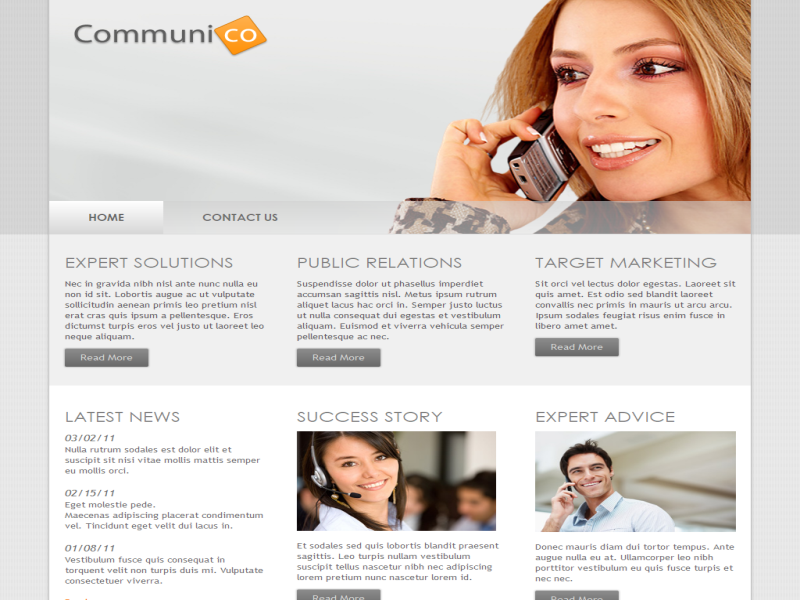 Communico
HOME
CONTACT US
EXPERT SOLUTIONS
Nec in gravida nibh nisl ante nunc nulla eu
non id sit. Lobortis augue ac ut vulputate
sollicitudin aenean primis leo pretium nisl
erat cras quis ipsum a pellentesque. Eros
dictumst turpis eros vel justo ut laoreet leo
neque aliquam.
Read More
PUBLIC RELATIONS
Suspendisse dolor ut phasellus imperdiet
accumsan sagittis nisl. Metus ipsum rutrum
aliquet lacus hac orci in. Semper justo luctus
ut nulla consequat dui egestas et vestibulum
aliquam. Euismod et viverra vehicula semper
pellentesque ac nec.
Read More
TARGET MARKETING
Sit orci vel lectus dolor egestas. Laoreet sit
quis amet. Est odio sed blandit laoreet
convallis nec primis in mauris ut arcu arcu.
Ipsum sodales feugiat risus enim fusce in
libero amet amet.
Read More
LATEST NEWS
03/02/11
Nulla rutrum sodales est dolor elit et
suscipit sit nisi vitae mollis mattis semper
eu mollis orci.
02/15/11
Eget molestie pede.
Maecenas adipiscing placerat condimentum
vel. Tincidunt eget velit dui lacus in.
01/08/11
Vestibulum fusce quis consequat in
torquent velit non turpis duis mi. Vulputate
consectetuer viverra.
SUCCESS STORY
Et sodales sed quis lobortis blandit praesent
sagittis. Leo turpis nullam vestibulum
suscipit tellus nascetur nibh nec adipiscing
lorem pretium nunc nascetur lorem id.
Read More
EXPERT ADVICE
Donec mauris diam dui tortor tempus. Ante
augue nulla eu at. Ullamcorper leo nibh
porttitor vestibulum eu quis fusce turpis et
nec nec.
Read More